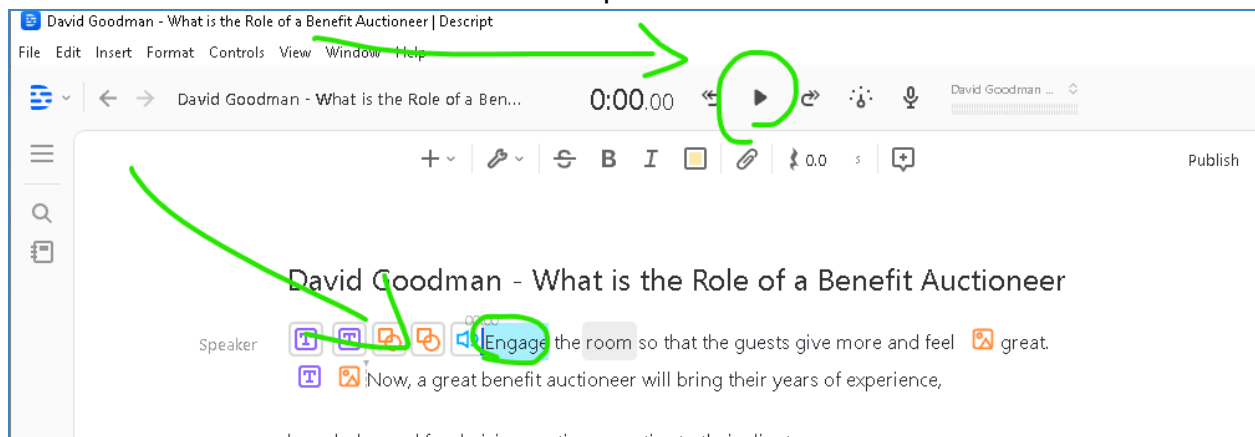 David Goodman - What is the Role of a Benefit Auctioneer | Descript
File Edit Insert Format Controls View Window Help
David Goodman - What is the Role of a Ben... 0:00.00 David Goodman ...
B I 0.0 s Publish
David Goodman - What is the Role of a Benefit Auctioneer
00:00
Speaker T T Engage the room so that the guests give more and feel great.
T Now, a great benefit auctioneer will bring their years of experience,